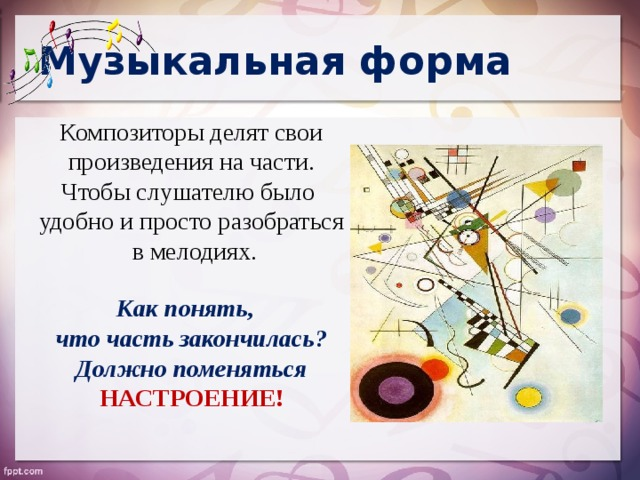 Музыкальная форма
Композиторы делят свои
произведения на части.
Чтобы слушателю было
удобно и просто разобраться
в мелодиях.
Как понять,
что часть закончилась?
Должно поменяться
НАСТРОЕНИЕ!
fppt.com